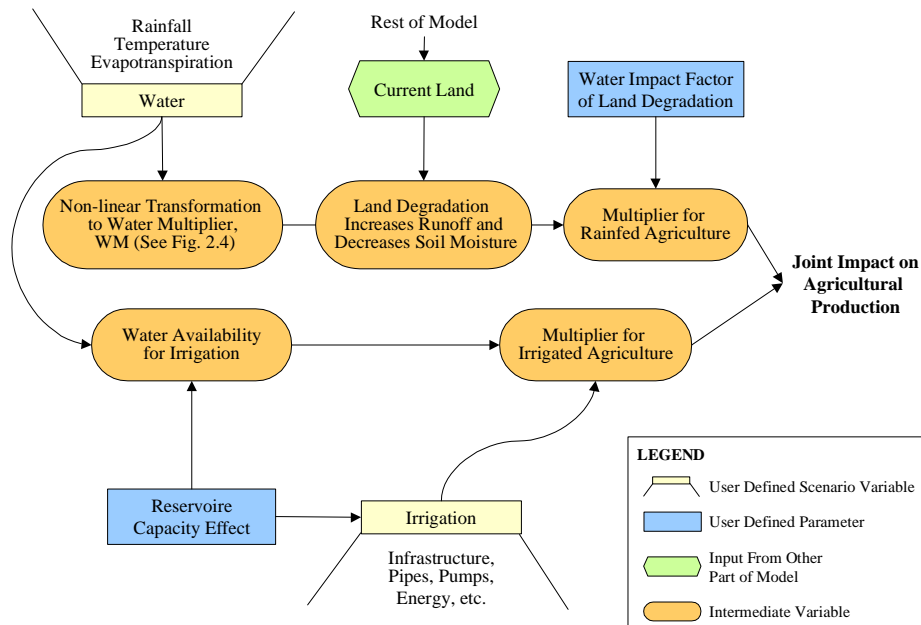 Rainfall
Temperature
Evapotranspiration
Water
Rest of Model
Current Land
Water Impact Factor
of Land Degradation
Non-linear Transformation
to Water Multiplier,
WM (See Fig. 2.4)
Land Degradation
Increases Runoff and
Decreases Soil Moisture
Multiplier for
Rainfed Agriculture
Joint Impact on
Agricultural
Production
Water Availability
for Irrigation
Multiplier for
Irrigated Agriculture
Reservoire
Capacity Effect
Irrigation
Infrastructure,
Pipes, Pumps,
Energy, etc.
LEGEND
User Defined Scenario Variable
User Defined Parameter
Input From Other
Part of Model
Intermediate Variable